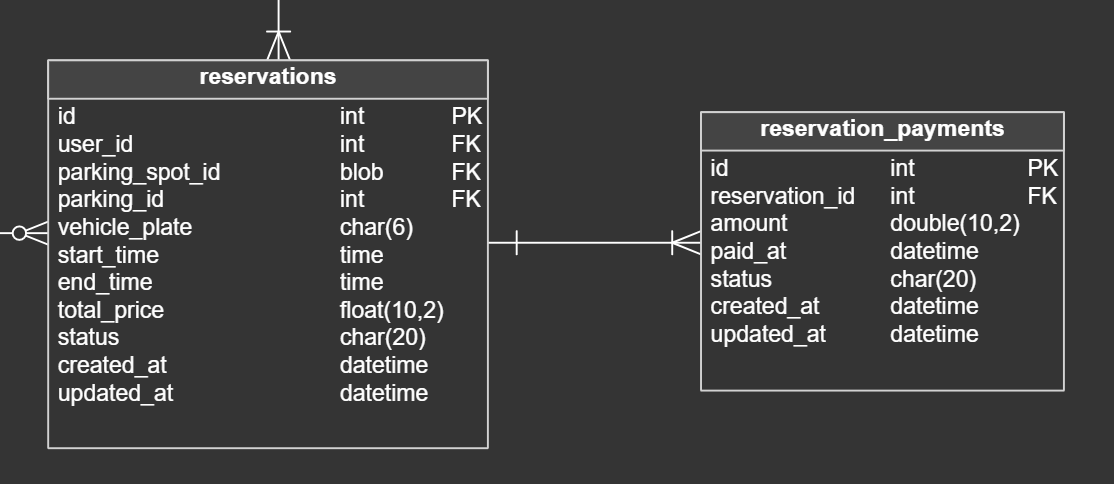 reservations
id int PK
user_id int FK
parking_spot_id blob FK
parking_id int FK
vehicle_plate char(6)
start_time time
end_time time
total_price float(10,2)
status char(20)
created_at datetime
updated_at datetime
reservation_payments
id int PK
reservation_id int FK
amount double(10,2)
paid_at datetime
status char(20)
created_at datetime
updated_at datetime